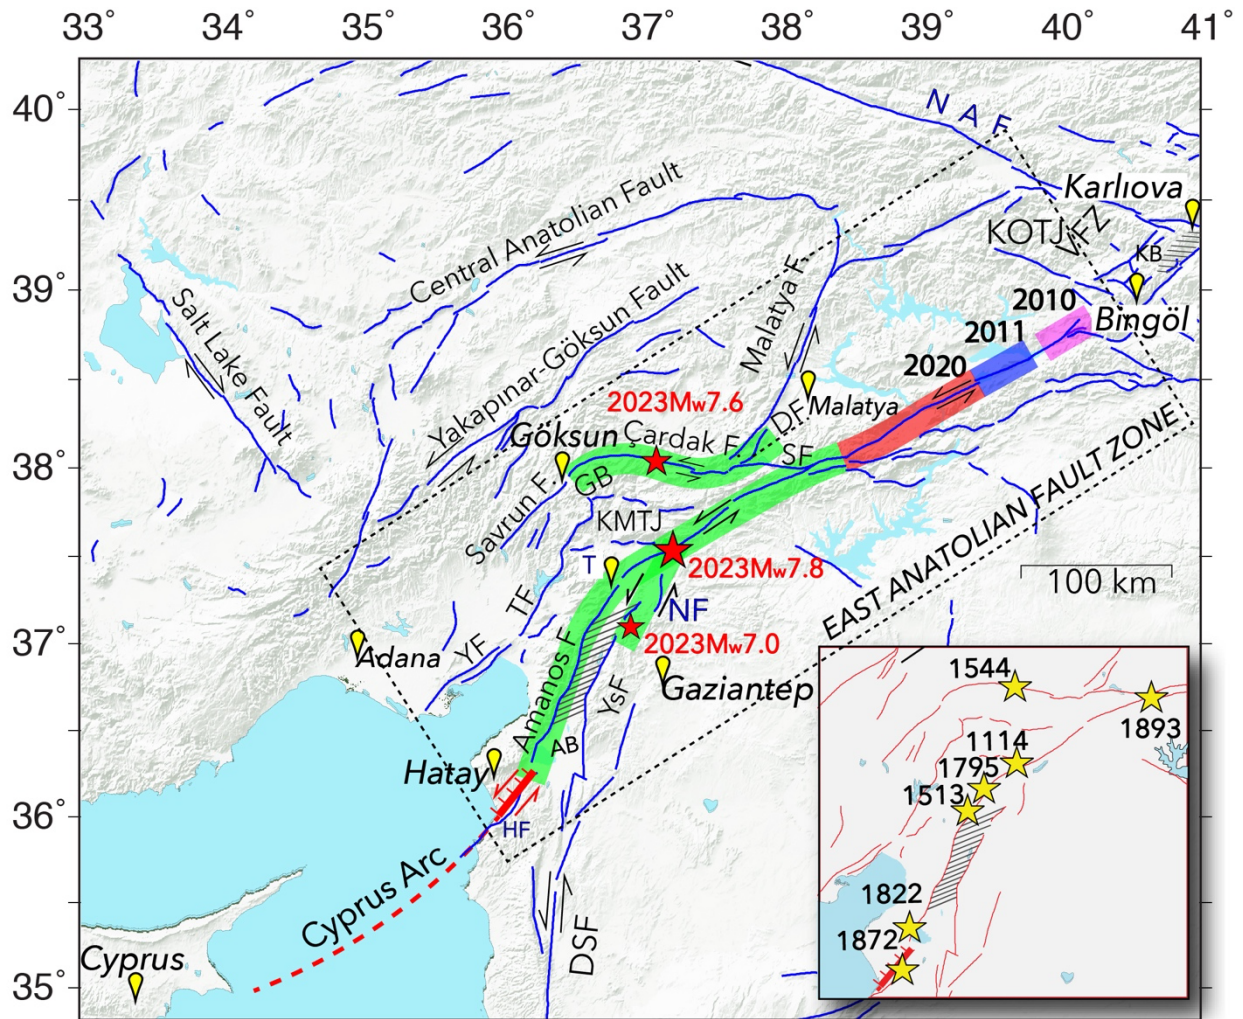 33° 34° 35° 36° 37° 38° 39° 40° 41°
40°
39°
38°
37°
36°
35°
NAF
Karlıova
KOTJ
VFZ
KB
Bingöl
2010
2011
2020
Central Anatolian Fault
Salt Lake Fault
Yakapınar-Göksun Fault
Malatya F.
Malatya
2023Mw7.6
Göksun
Çardak F.
DF
SF
GB
Savrun F.
KMTJ
T
2023Mw7.8
TF
NF
2023Mw7.0
100 km
EAST ANATOLIAN FAULT ZONE
Adana
YF
Amanos F
YsF
Gaziantep
AB
Hatay
HF
Cyprus Arc
DSF
Cyprus
1544
1893
1114
1795
1513
1822
1872